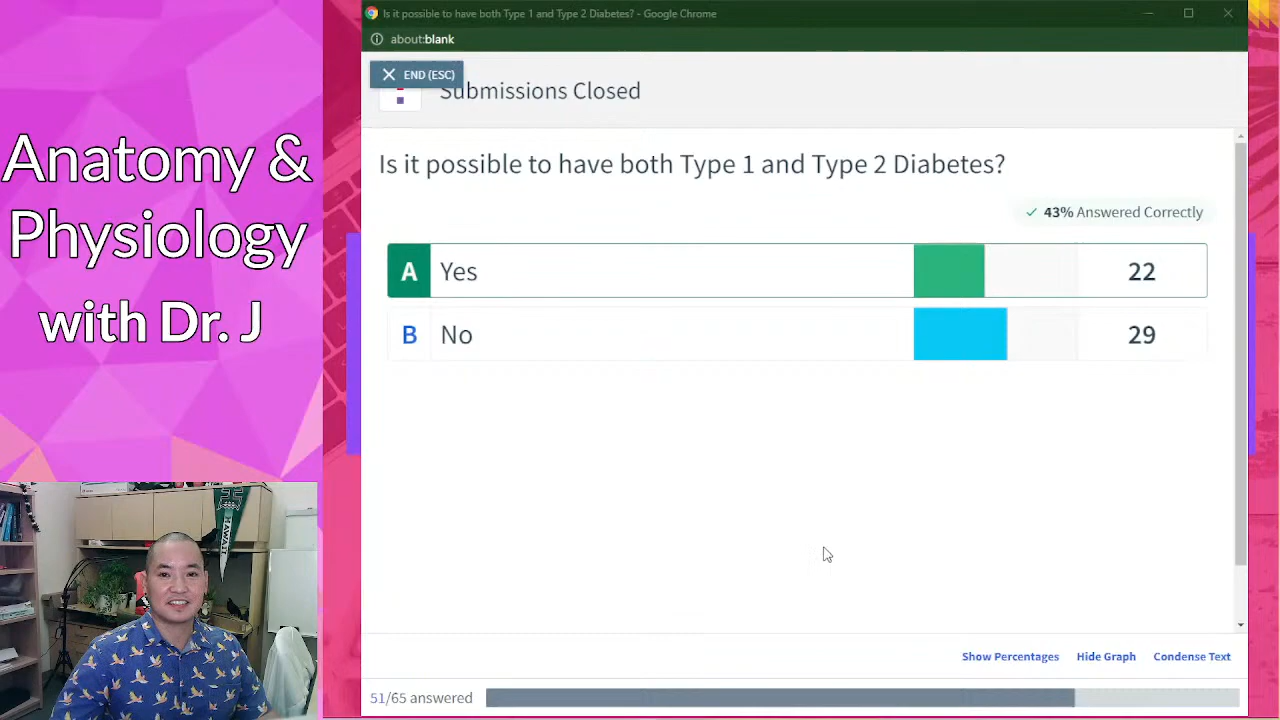 Is it possible to have both Type 1 and Type 2 Diabetes? - Google Chrome
about:blank
END (ESC)
Submissions Closed
Is it possible to have both Type 1 and Type 2 Diabetes?
43% Answered Correctly
A Yes 22
B No 29
Show Percentages Hide Graph Condense Text
51/65 answered
Anatomy &
Physiology
with Dr. J
HAWAII